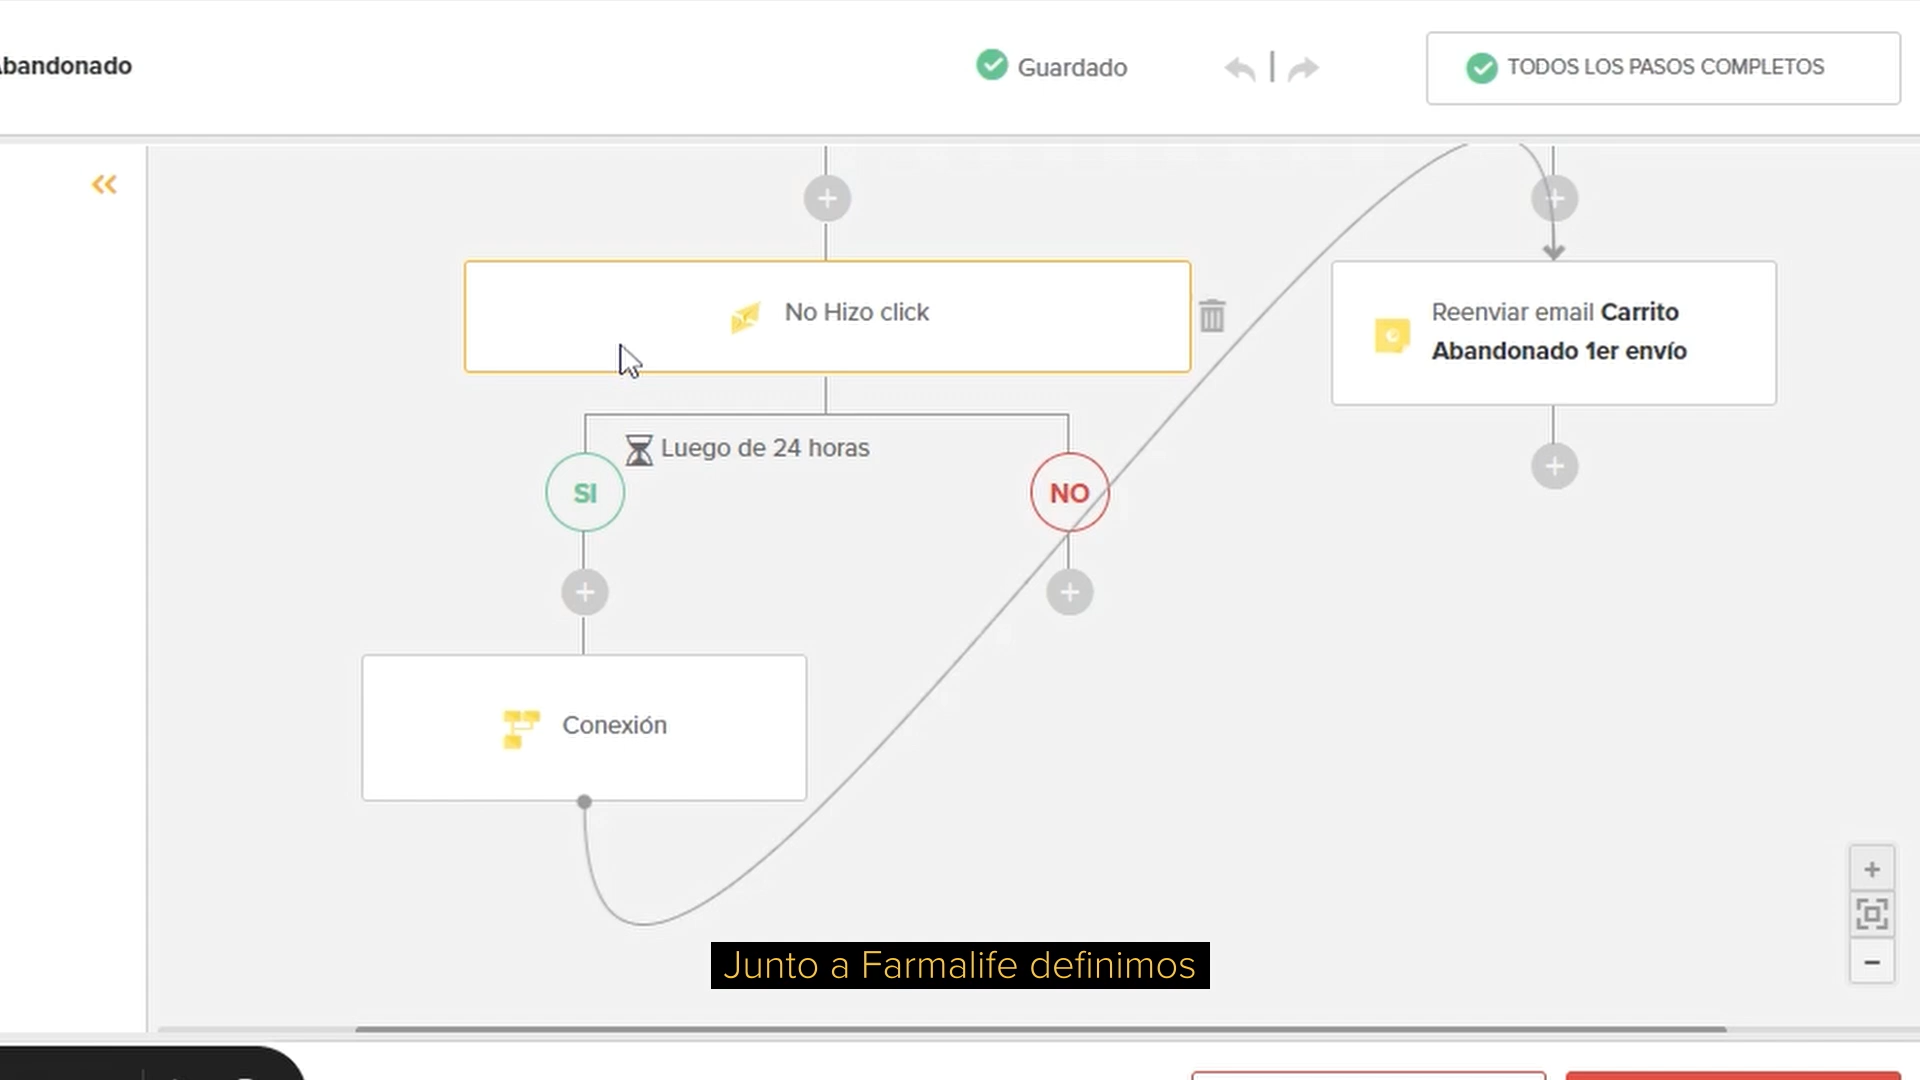 Abandonado
Guardado
TODOS LOS PASOS COMPLETOS
No Hizo click
Reenviar email Carrito
Abandonado 1er envío
Luego de 24 horas
SI
NO
Conexión
Junto a Farmalife definimos